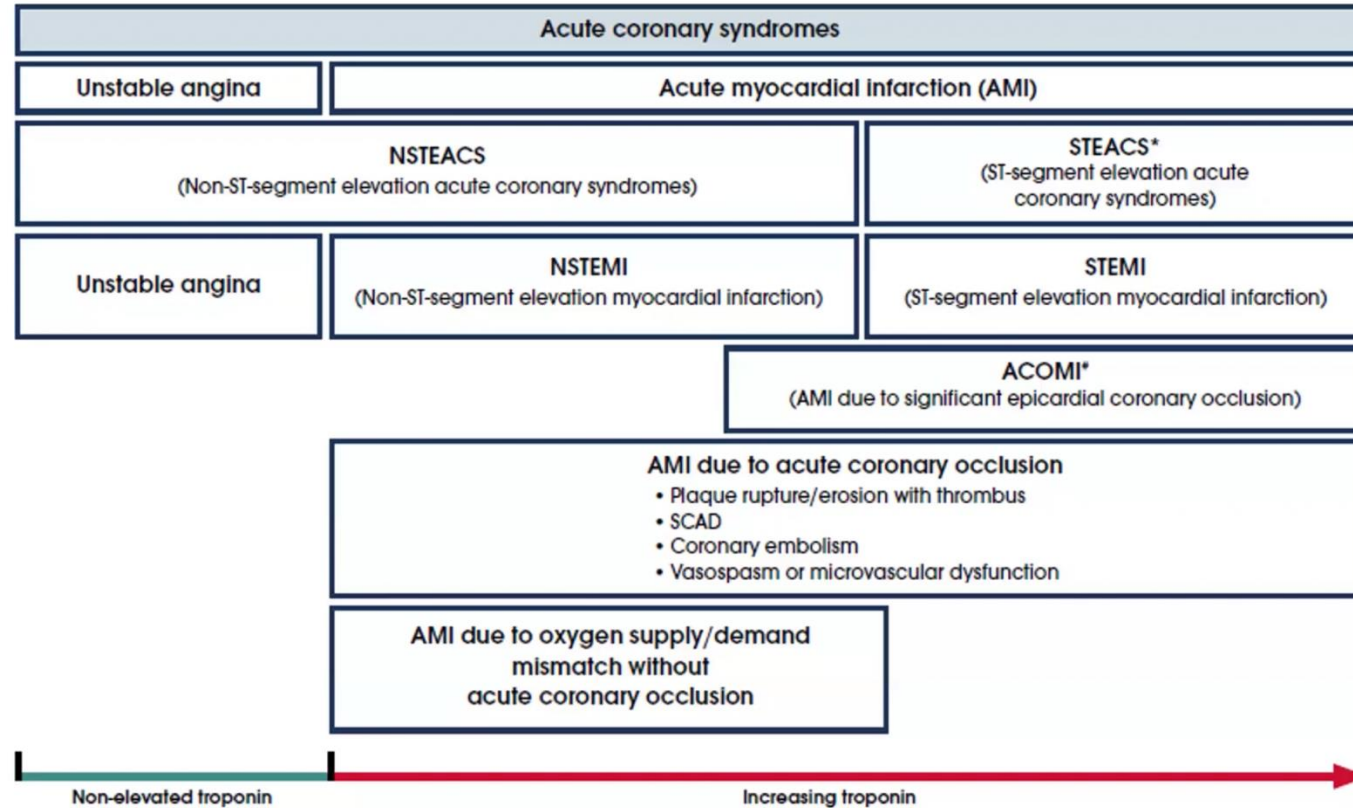 Acute coronary syndromes
Unstable angina
Acute myocardial infarction (AMI)
NSTEACS
(Non-ST-segment elevation acute coronary syndromes)
STEACS*
(ST-segment elevation acute
coronary syndromes)
Unstable angina
NSTEMI
(Non-ST-segment elevation myocardial infarction)
STEMI
(ST-segment elevation myocardial infarction)
ACOMI*
(AMI due to significant epicardial coronary occlusion)
AMI due to acute coronary occlusion
• Plaque rupture/erosion with thrombus
• SCAD
• Coronary embolism
• Vasospasm or microvascular dysfunction
AMI due to oxygen supply/demand
mismatch without
acute coronary occlusion
Non-elevated troponin
Increasing troponin